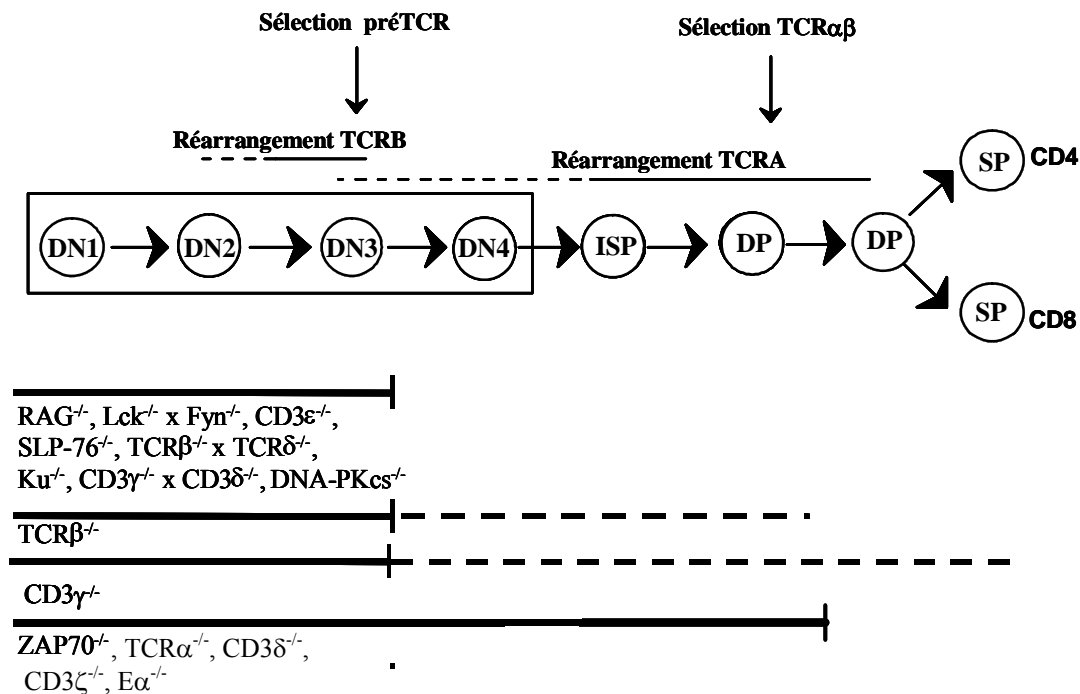 Sélection préTCR
Sélection TCRαβ
Réarrangement TCRB
Réarrangement TCRA
SP CD4
DN1 DN2 DN3 DN4 ISP DP DP
SP CD8
RAG-/-, Lck-/- x Fyn-/-, CD3ε-/-,
SLP-76-/-, TCRβ-/- x TCRδ-/-,
Ku-/-, CD3γ-/- x CD3δ-/-, DNA-PKcs-/-
TCRβ-/-
CD3γ-/-
ZAP70-/-, TCRα-/-, CD3δ-/-,
CD3ζ-/-, Eα-/-